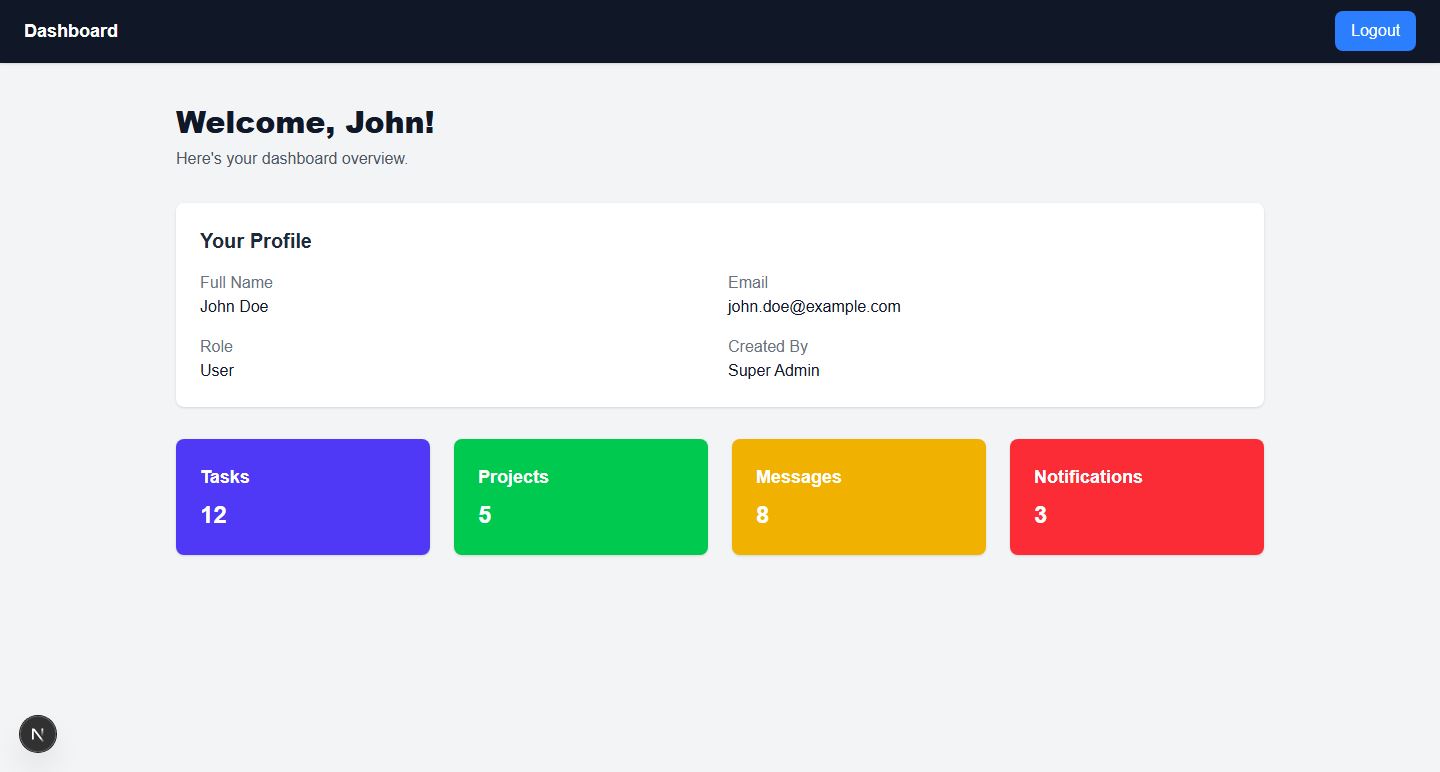 Dashboard
Logout
Welcome, John!
Here's your dashboard overview.
Your Profile
Full Name
John Doe
Email
john.doe@example.com
Role
User
Created By
Super Admin
Tasks
12
Projects
5
Messages
8
Notifications
3
N